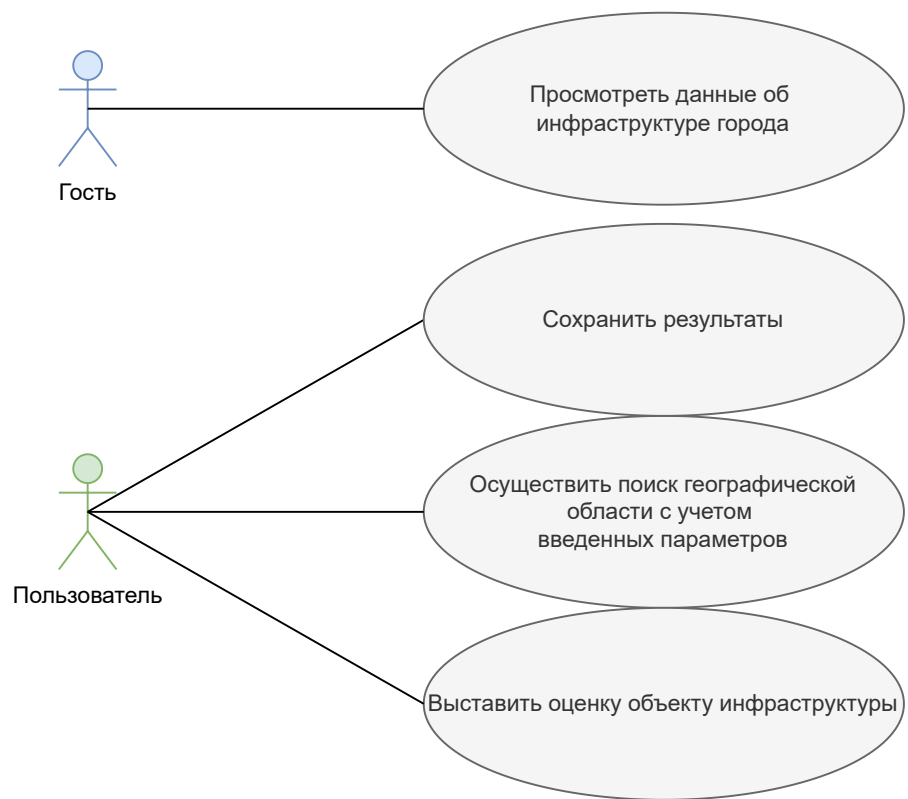 Просмотреть данные об
инфраструктуре города
Гость
Сохранить результаты
Осуществить поиск географической
области с учетом
введенных параметров
Пользователь
Выставить оценку объекту инфраструктуры